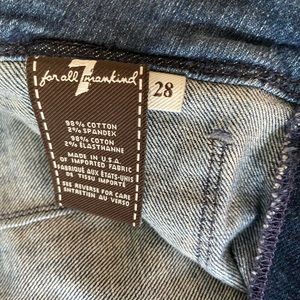 7
for all mankind
28
98% COTTON
2% SPANDEX
98% COTON
2% ELASTHANNE
MADE IN U.S.A.
OF IMPORTED FABRIC
FABRIQUÉ AUX ÉTATS-UNIS
DE TISSU IMPORTÉ
SEE REVERSE FOR CARE
ENTRETIEN AU VERSO